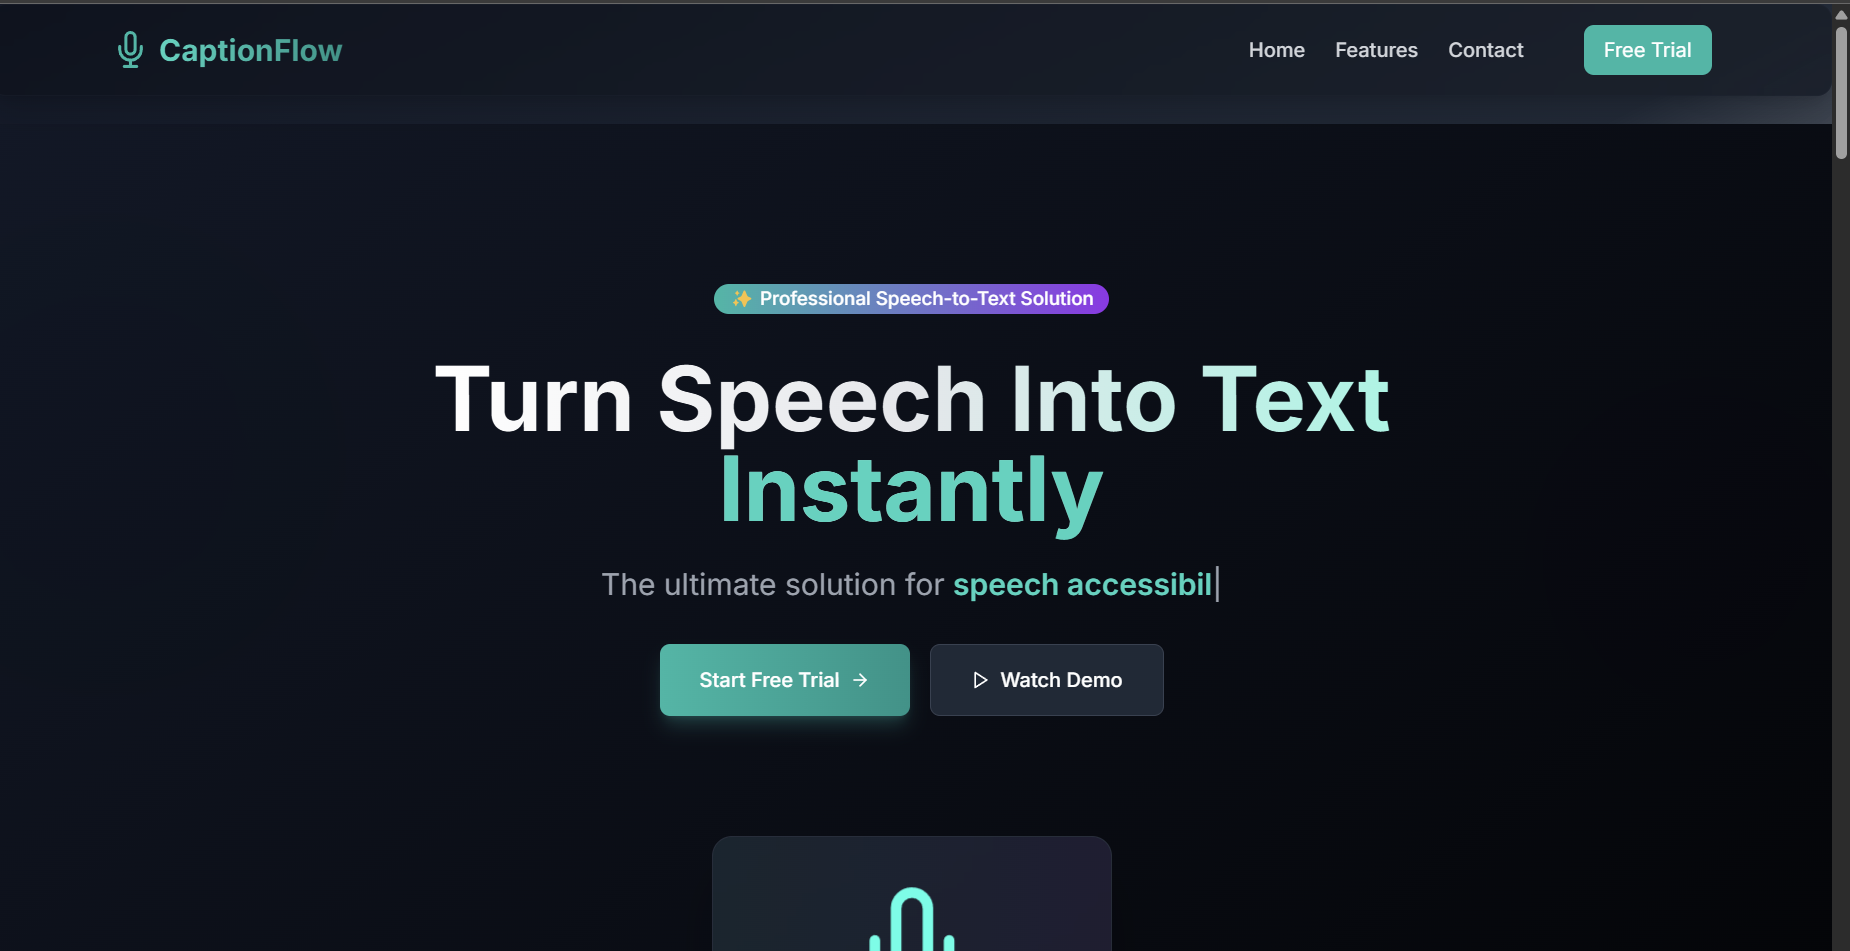 CaptionFlow
Home
Features
Contact
Free Trial
✨ Professional Speech-to-Text Solution
Turn Speech Into Text
Instantly
The ultimate solution for speech accessibil|
Start Free Trial →
Watch Demo